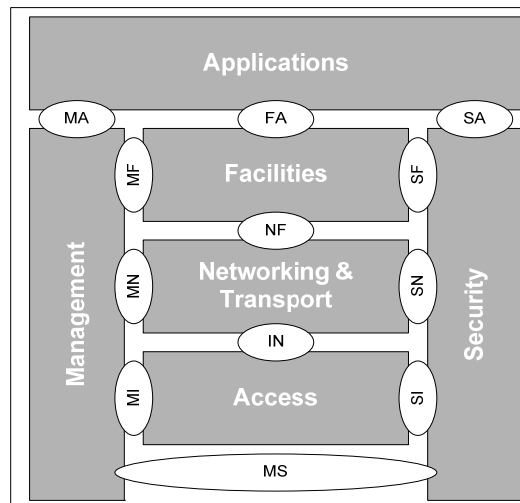 Applications
MA
FA
SA
MF
Facilities
SF
NF
Management
MN
Networking &
Transport
SN
Security
IN
MI
Access
SI
MS